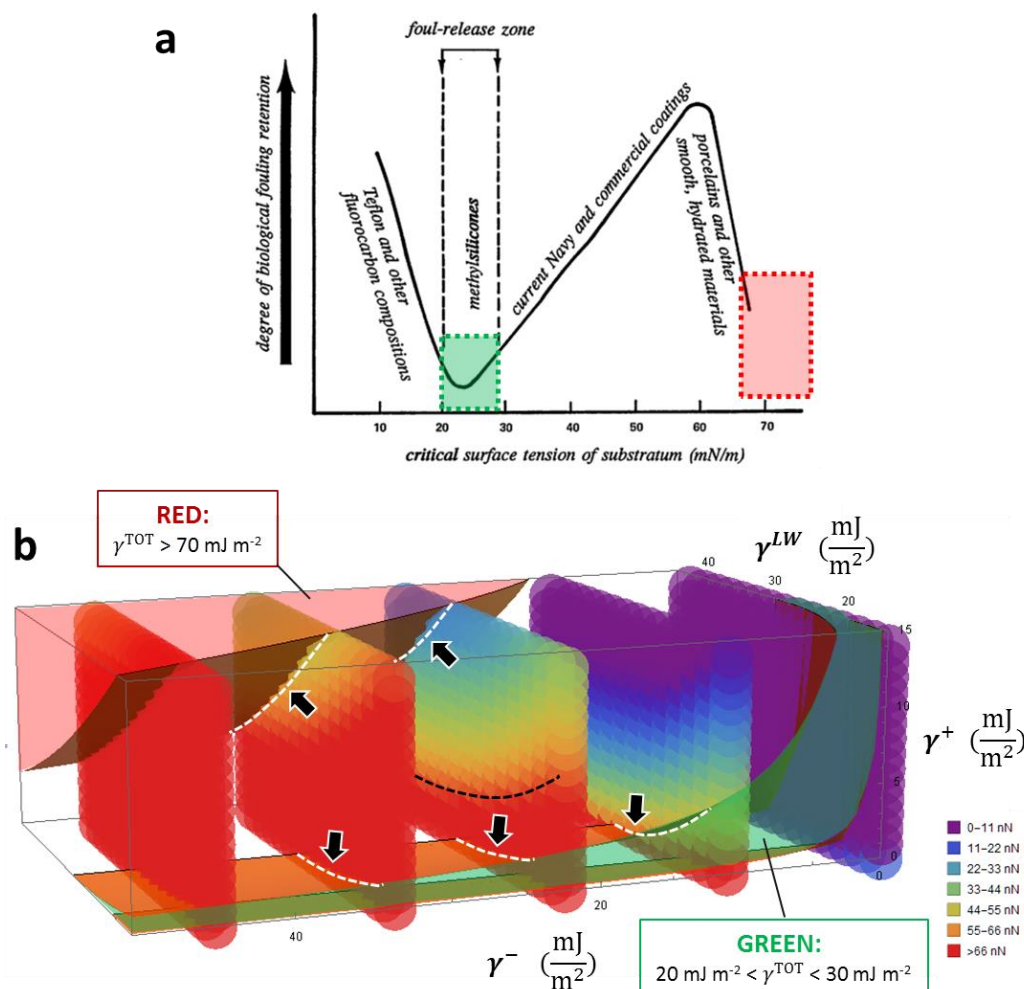 a
foul-release zone
degree of biological fouling retention
Teflon and other
fluorocarbon compositions
methylsilicones
current Navy and commercial coatings
porcelains and other
smooth, hydrated materials
10 20 30 40 50 60 70
critical surface tension of substratum (mN/m)
b
RED:
γTOT > 70 mJ m-2
γLW (mJ/m2)
40
30
20
15
10
γ+ (mJ/m2)
5
0
0
20
40
γ− (mJ/m2)
0–11 nN
11–22 nN
22–33 nN
33–44 nN
44–55 nN
55–66 nN
>66 nN
GREEN:
20 mJ m-2 < γTOT < 30 mJ m-2